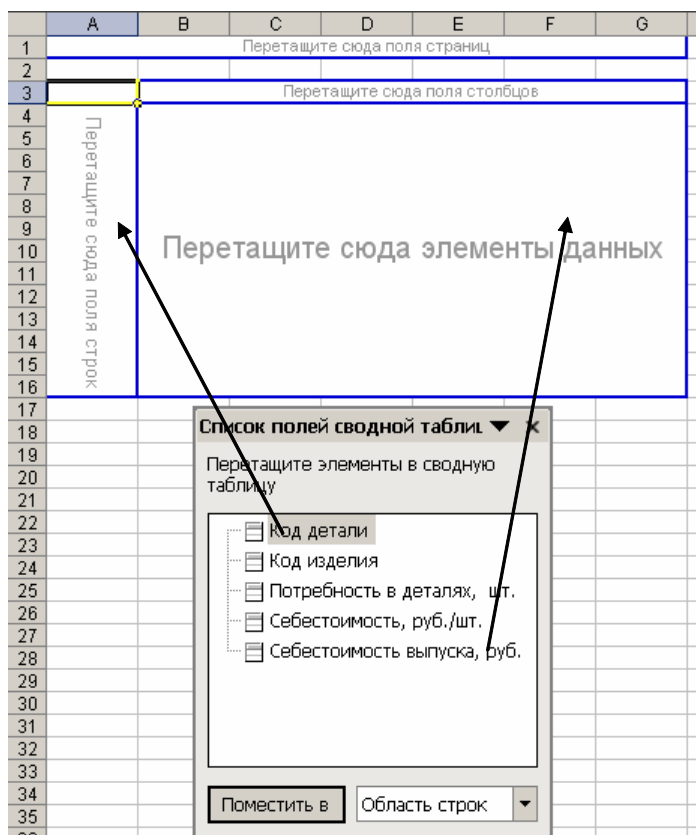 A B C D E F G
1 Перетащите сюда поля страниц
2
3 Перетащите сюда поля столбцов
4
5
6
7
8
9
10
11
12
13
14
15
16
Перетащите сюда поля строк
Перетащите сюда элементы данных
17
18
19
20
21
22
23
24
25
26
27
28
29
30
31
32
33
34
35
Список полей сводной таблиц
Перетащите элементы в сводную
таблицу
Код детали
Код изделия
Потребность в деталях, шт.
Себестоимость, руб./шт.
Себестоимость выпуска, руб.
Поместить в Область строк